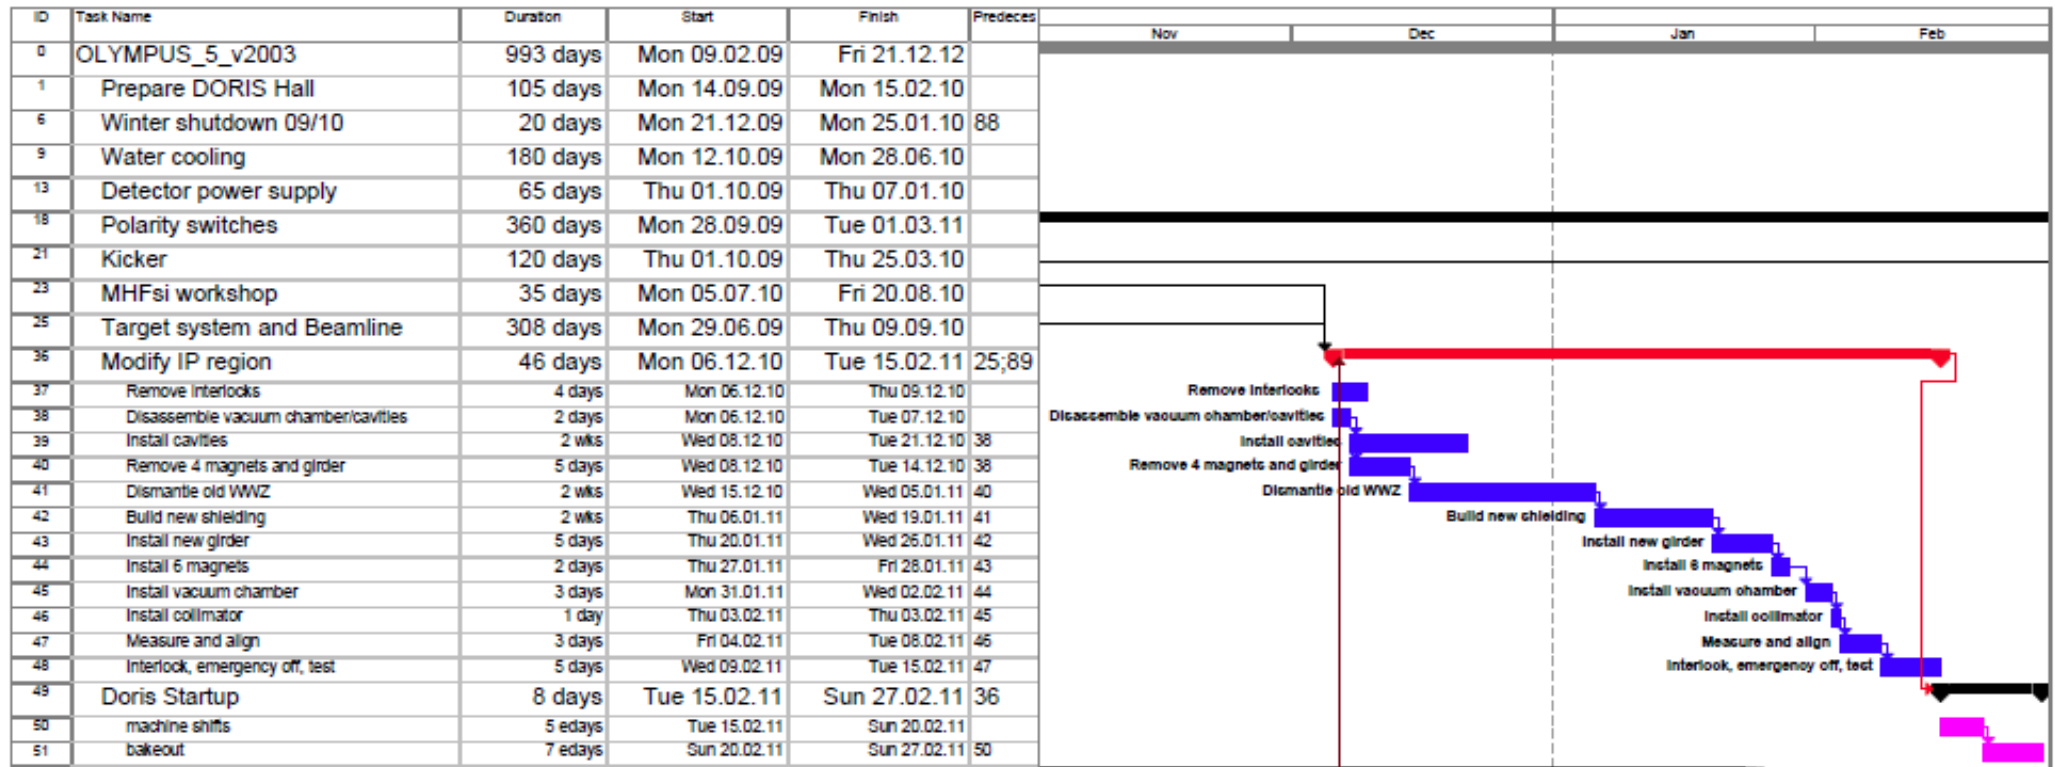 ID Task Name Duration Start Finish Predeces
Nov Dec Jan Feb
0 OLYMPUS_5_v2003 993 days Mon 09.02.09 Fri 21.12.12
1 Prepare DORIS Hall 105 days Mon 14.09.09 Mon 15.02.10
6 Winter shutdown 09/10 20 days Mon 21.12.09 Mon 25.01.10 88
9 Water cooling 180 days Mon 12.10.09 Mon 28.06.10
13 Detector power supply 65 days Thu 01.10.09 Thu 07.01.10
18 Polarity switches 360 days Mon 28.09.09 Tue 01.03.11
21 Kicker 120 days Thu 01.10.09 Thu 25.03.10
23 MHFsi workshop 35 days Mon 05.07.10 Fri 20.08.10
25 Target system and Beamline 308 days Mon 29.06.09 Thu 09.09.10
36 Modify IP region 46 days Mon 06.12.10 Tue 15.02.11 25;89
37 Remove Interlocks 4 days Mon 06.12.10 Thu 09.12.10 Remove Interlocks
38 Disassemble vacuum chamber/cavities 2 days Mon 06.12.10 Tue 07.12.10 Disassemble vacuum chamber/cavities
39 Install cavities 2 wks Wed 08.12.10 Tue 21.12.10 38 Install cavities
40 Remove 4 magnets and girder 5 days Wed 08.12.10 Tue 14.12.10 38 Remove 4 magnets and girder
41 Dismantle old WWZ 2 wks Wed 15.12.10 Wed 05.01.11 40 Dismantle old WWZ
42 Build new shielding 2 wks Thu 06.01.11 Wed 19.01.11 41 Build new shielding
43 Install new girder 5 days Thu 20.01.11 Wed 26.01.11 42 Install new girder
44 Install 6 magnets 2 days Thu 27.01.11 Fri 28.01.11 43 Install 6 magnets
45 Install vacuum chamber 3 days Mon 31.01.11 Wed 02.02.11 44 Install vacuum chamber
46 Install collimator 1 day Thu 03.02.11 Thu 03.02.11 45 Install collimator
47 Measure and align 3 days Fri 04.02.11 Tue 08.02.11 46 Measure and align
48 Interlock, emergency off, test 5 days Wed 09.02.11 Tue 15.02.11 47 Interlock, emergency off, test
49 Doris Startup 8 days Tue 15.02.11 Sun 27.02.11 36
50 machine shifts 5 edays Tue 15.02.11 Sun 20.02.11
51 bakeout 7 edays Sun 20.02.11 Sun 27.02.11 50